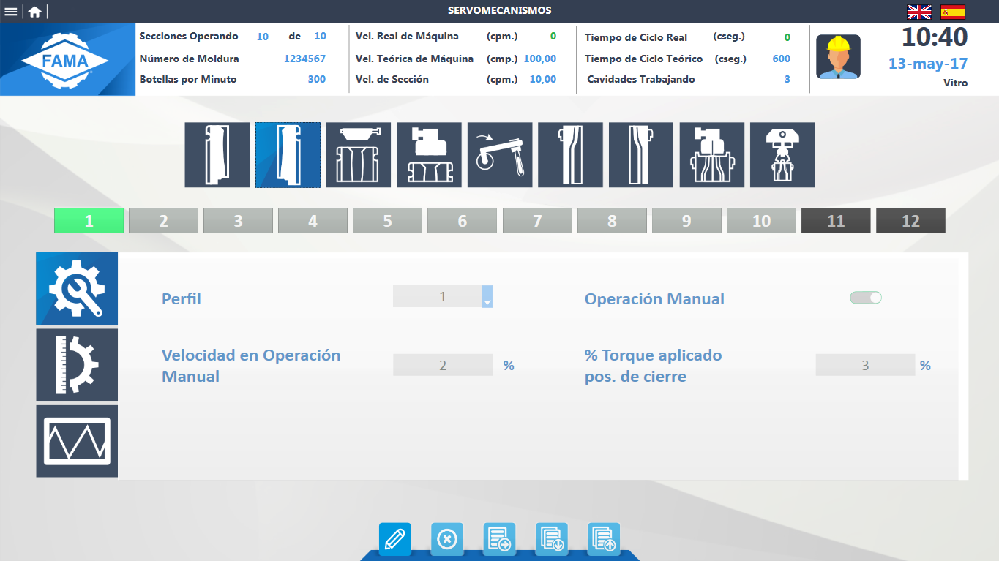 SERVOMECANISMOS
FAMA
Secciones Operando 10 de 10
Número de Moldura 1234567
Botellas por Minuto 300
Vel. Real de Máquina (cpm.) 0
Vel. Teórica de Máquina (cmp.) 100,00
Vel. de Sección (cpm.) 10,00
Tiempo de Ciclo Real (cseg.) 0
Tiempo de Ciclo Teórico (cseg.) 600
Cavidades Trabajando 3
10:40
13-may-17
Vitro
1 2 3 4 5 6 7 8 9 10 11 12
Perfil 1
Operación Manual
Velocidad en Operación
Manual 2 %
% Torque aplicado
pos. de cierre 3 %